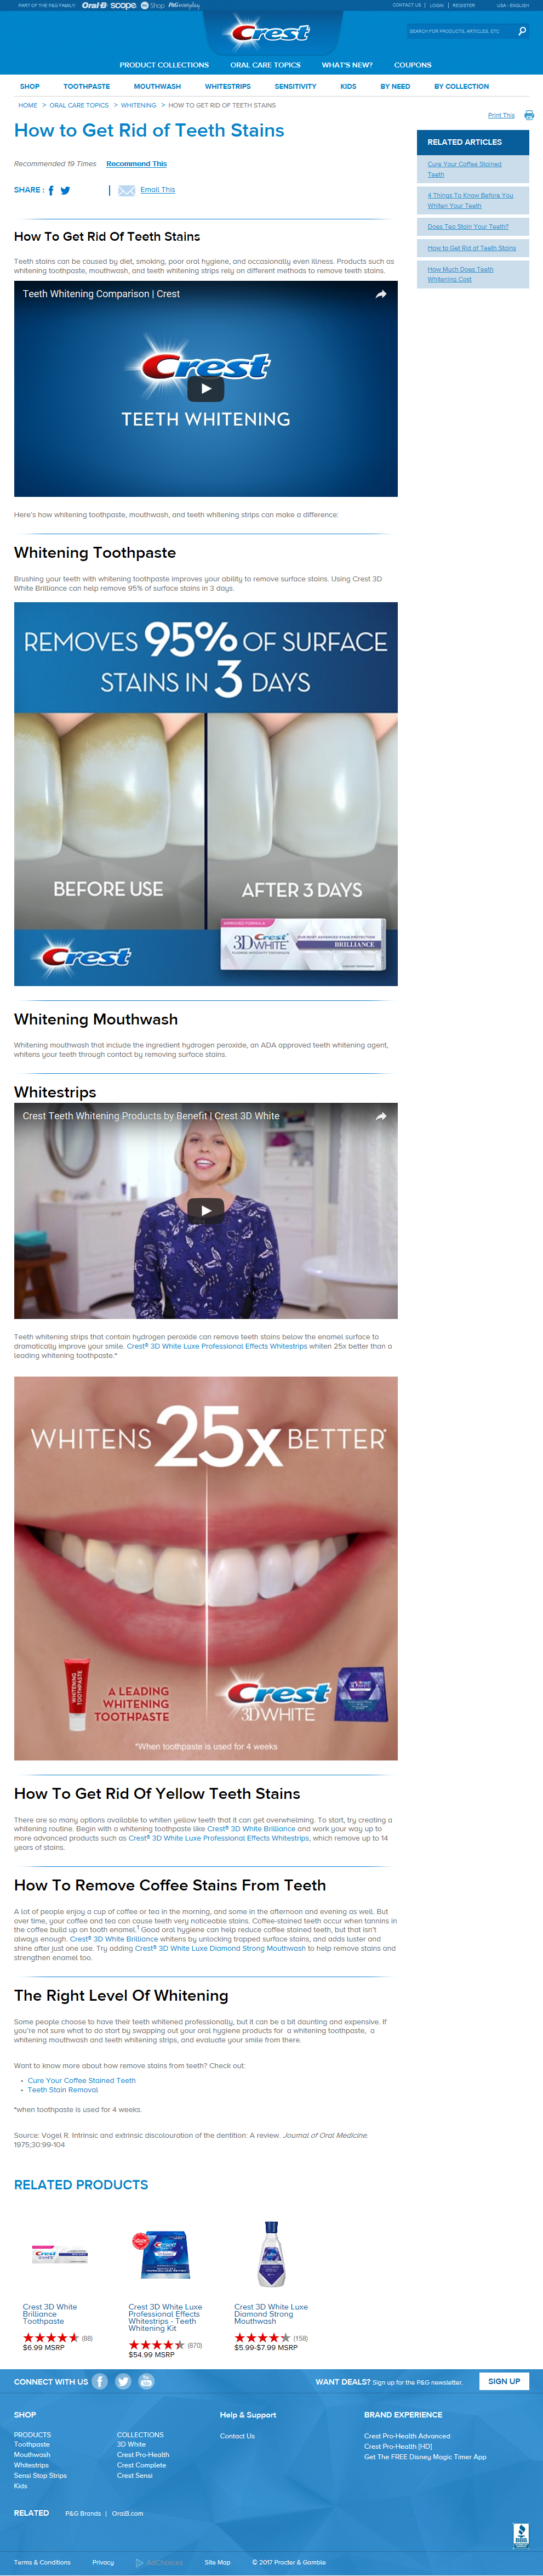 PART OF THE P&G FAMILY: Oral-B scope Shop P&G everyday
CONTACT US | LOGIN | REGISTER USA - ENGLISH
Crest
SEARCH FOR PRODUCTS, ARTICLES, ETC
PRODUCT COLLECTIONS ORAL CARE TOPICS WHAT'S NEW? COUPONS
SHOP TOOTHPASTE MOUTHWASH WHITESTRIPS SENSITIVITY KIDS BY NEED BY COLLECTION
HOME > ORAL CARE TOPICS > WHITENING > HOW TO GET RID OF TEETH STAINS
Print This
How to Get Rid of Teeth Stains
Recommended 19 Times Recommend This
SHARE : | Email This
RELATED ARTICLES
Cure Your Coffee Stained
Teeth
4 Things To Know Before You
Whiten Your Teeth
Does Tea Stain Your Teeth?
How to Get Rid of Teeth Stains
How Much Does Teeth
Whitening Cost
How To Get Rid Of Teeth Stains
Teeth stains can be caused by diet, smoking, poor oral hygiene, and occasionally even illness. Products such as
whitening toothpaste, mouthwash, and teeth whitening strips rely on different methods to remove teeth stains.
Teeth Whitening Comparison | Crest
Crest
TEETH WHITENING
Here's how whitening toothpaste, mouthwash, and teeth whitening strips can make a difference:
Whitening Toothpaste
Brushing your teeth with whitening toothpaste improves your ability to remove surface stains. Using Crest 3D
White Brilliance can help remove 95% of surface stains in 3 days.
REMOVES 95% OF SURFACE
STAINS IN 3 DAYS
BEFORE USE
AFTER 3 DAYS
Crest
IMPROVED FORMULA
Crest
3D WHITE
BRILLIANCE
Whitening Mouthwash
Whitening mouthwash that include the ingredient hydrogen peroxide, an ADA approved teeth whitening agent,
whitens your teeth through contact by removing surface stains.
Whitestrips
Crest Teeth Whitening Products by Benefit | Crest 3D White
Teeth whitening strips that contain hydrogen peroxide can remove teeth stains below the enamel surface to
dramatically improve your smile. Crest® 3D White Luxe Professional Effects Whitestrips whiten 25x better than a
leading whitening toothpaste.*
WHITENS 25x BETTER*
WHITENING TOOTHPASTE
A LEADING
WHITENING
TOOTHPASTE
Crest
3D WHITE
*When toothpaste is used for 4 weeks
How To Get Rid Of Yellow Teeth Stains
There are so many options available to whiten yellow teeth that it can get overwhelming. To start, try creating a
whitening routine. Begin with a whitening toothpaste like Crest® 3D White Brilliance and work your way up to
more advanced products such as Crest® 3D White Luxe Professional Effects Whitestrips, which remove up to 14
years of stains.
How To Remove Coffee Stains From Teeth
A lot of people enjoy a cup of coffee or tea in the morning, and some in the afternoon and evening as well. But
over time, your coffee and tea can cause teeth very noticeable stains. Coffee-stained teeth occur when tannins in
the coffee build up on tooth enamel.1 Good oral hygiene can help reduce coffee stained teeth, but that isn't
always enough. Crest® 3D White Brilliance whitens by unlocking trapped surface stains, and adds luster and
shine after just one use. Try adding Crest® 3D White Luxe Diamond Strong Mouthwash to help remove stains and
strengthen enamel too.
The Right Level Of Whitening
Some people choose to have their teeth whitened professionally, but it can be a bit daunting and expensive. If
you're not sure what to do start by swapping out your oral hygiene products for a whitening toothpaste, a
whitening mouthwash and teeth whitening strips, and evaluate your smile from there.
Want to know more about how remove stains from teeth? Check out:
• Cure Your Coffee Stained Teeth
• Teeth Stain Removal
*when toothpaste is used for 4 weeks.
Source: Vogel R. Intrinsic and extrinsic discolouration of the dentition: A review. Journal of Oral Medicine.
1975;30:99-104
RELATED PRODUCTS
Crest 3D White
Brilliance
Toothpaste
(88)
$6.99 MSRP
Crest 3D White Luxe
Professional Effects
Whitestrips - Teeth
Whitening Kit
(870)
$54.99 MSRP
Crest 3D White Luxe
Diamond Strong
Mouthwash
(158)
$5.99-$7.99 MSRP
CONNECT WITH US
WANT DEALS? Sign up for the P&G newsletter. SIGN UP
SHOP
PRODUCTS
Toothpaste
Mouthwash
Whitestrips
Sensi Stop Strips
Kids
COLLECTIONS
3D White
Crest Pro-Health
Crest Complete
Crest Sensi
Help & Support
Contact Us
BRAND EXPERIENCE
Crest Pro-Health Advanced
Crest Pro-Health [HD]
Get The FREE Disney Magic Timer App
RELATED P&G Brands | OralB.com
BBB
Terms & Conditions Privacy AdChoices Site Map © 2017 Procter & Gamble